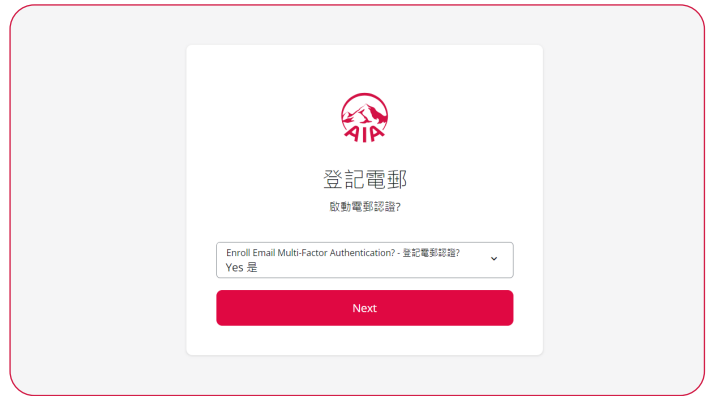 AIA
登記電郵
啟動電郵認證?
Enroll Email Multi-Factor Authentication? - 登記電郵認證?
Yes 是
Next